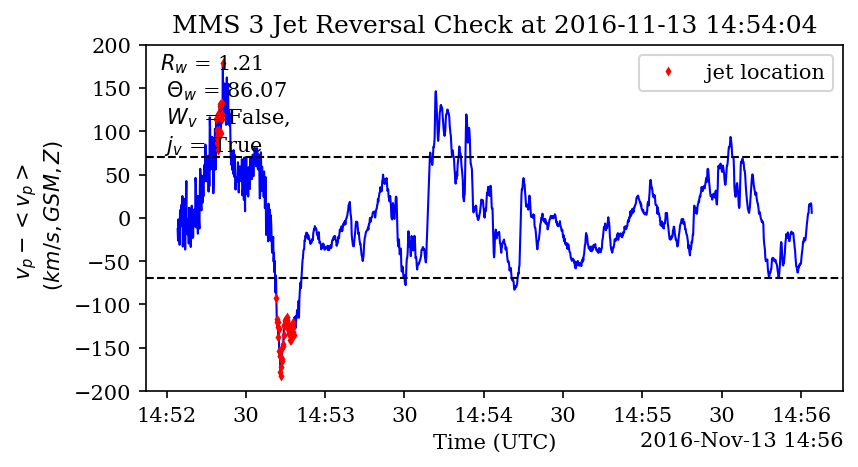 MMS 3 Jet Reversal Check at 2016-11-13 14:54:04
R_w = 1.21
Θ_w = 86.07
W_v = False,
j_v = True
jet location
v_p − < v_p >
(km/s, GSM, Z)
200
150
100
50
0
−50
−100
−150
−200
14:52 30 14:53 30 14:54 30 14:55 30 14:56
Time (UTC)
2016-Nov-13 14:56